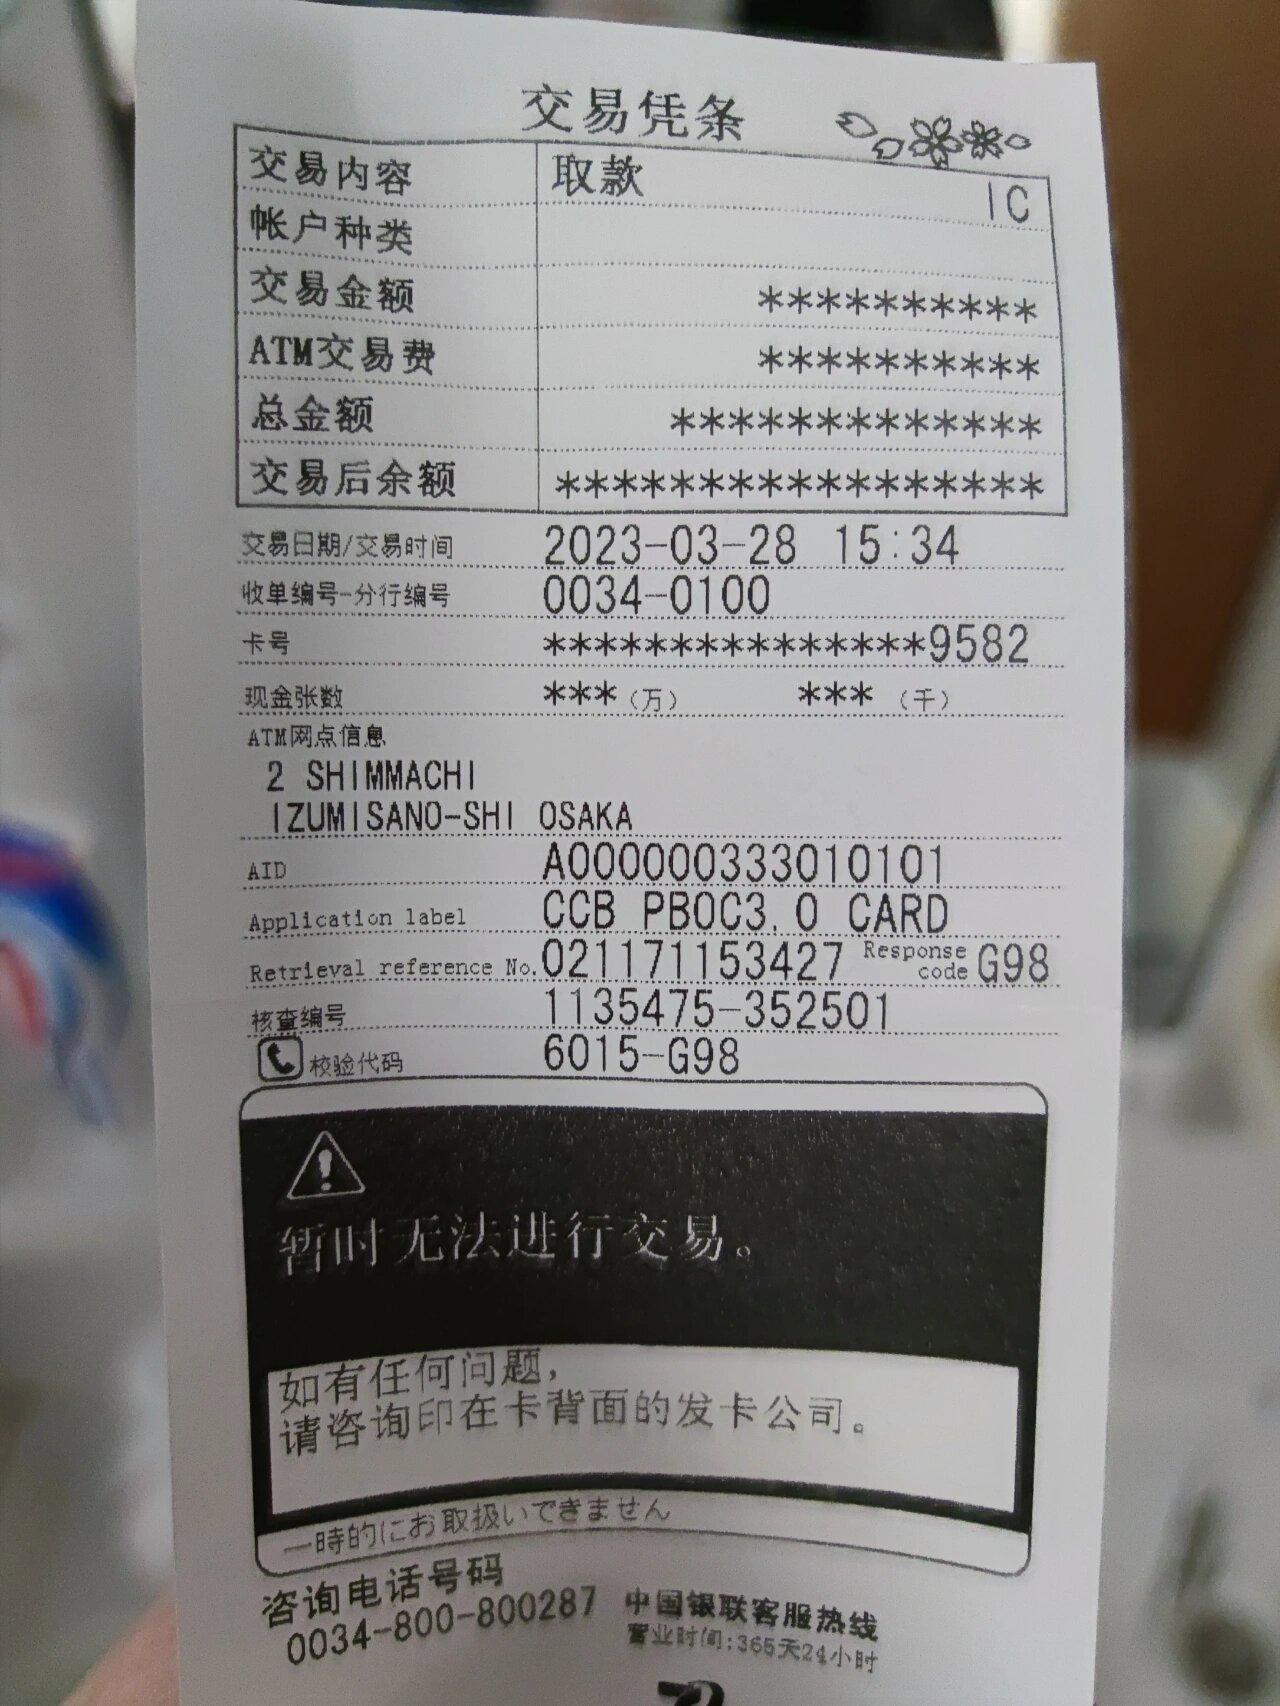 交易凭条
交易内容 取款 IC
帐户种类
交易金额 **********
ATM交易费 **********
总金额 *************
交易后余额 *****************
交易日期/交易时间 2023-03-28 15:34
收单编号-分行编号 0034-0100
卡号 ***************9582
现金张数 ***(万) ***(千)
ATM网点信息
2 SHIMMACHI
IZUMISANO-SHI OSAKA
AID A0000000333010101
Application label CCB PBOC3.0 CARD
Retrieval reference No. 021171153427 Response code G98
核查编号 1135475-352501
校验代码 6015-G98
暂时无法进行交易。
如有任何问题,
请咨询印在卡背面的发卡公司。
一時的にお取扱いできません
咨询电话号码
0034-800-800287 中国银联客服热线
营业时间:365天24小时